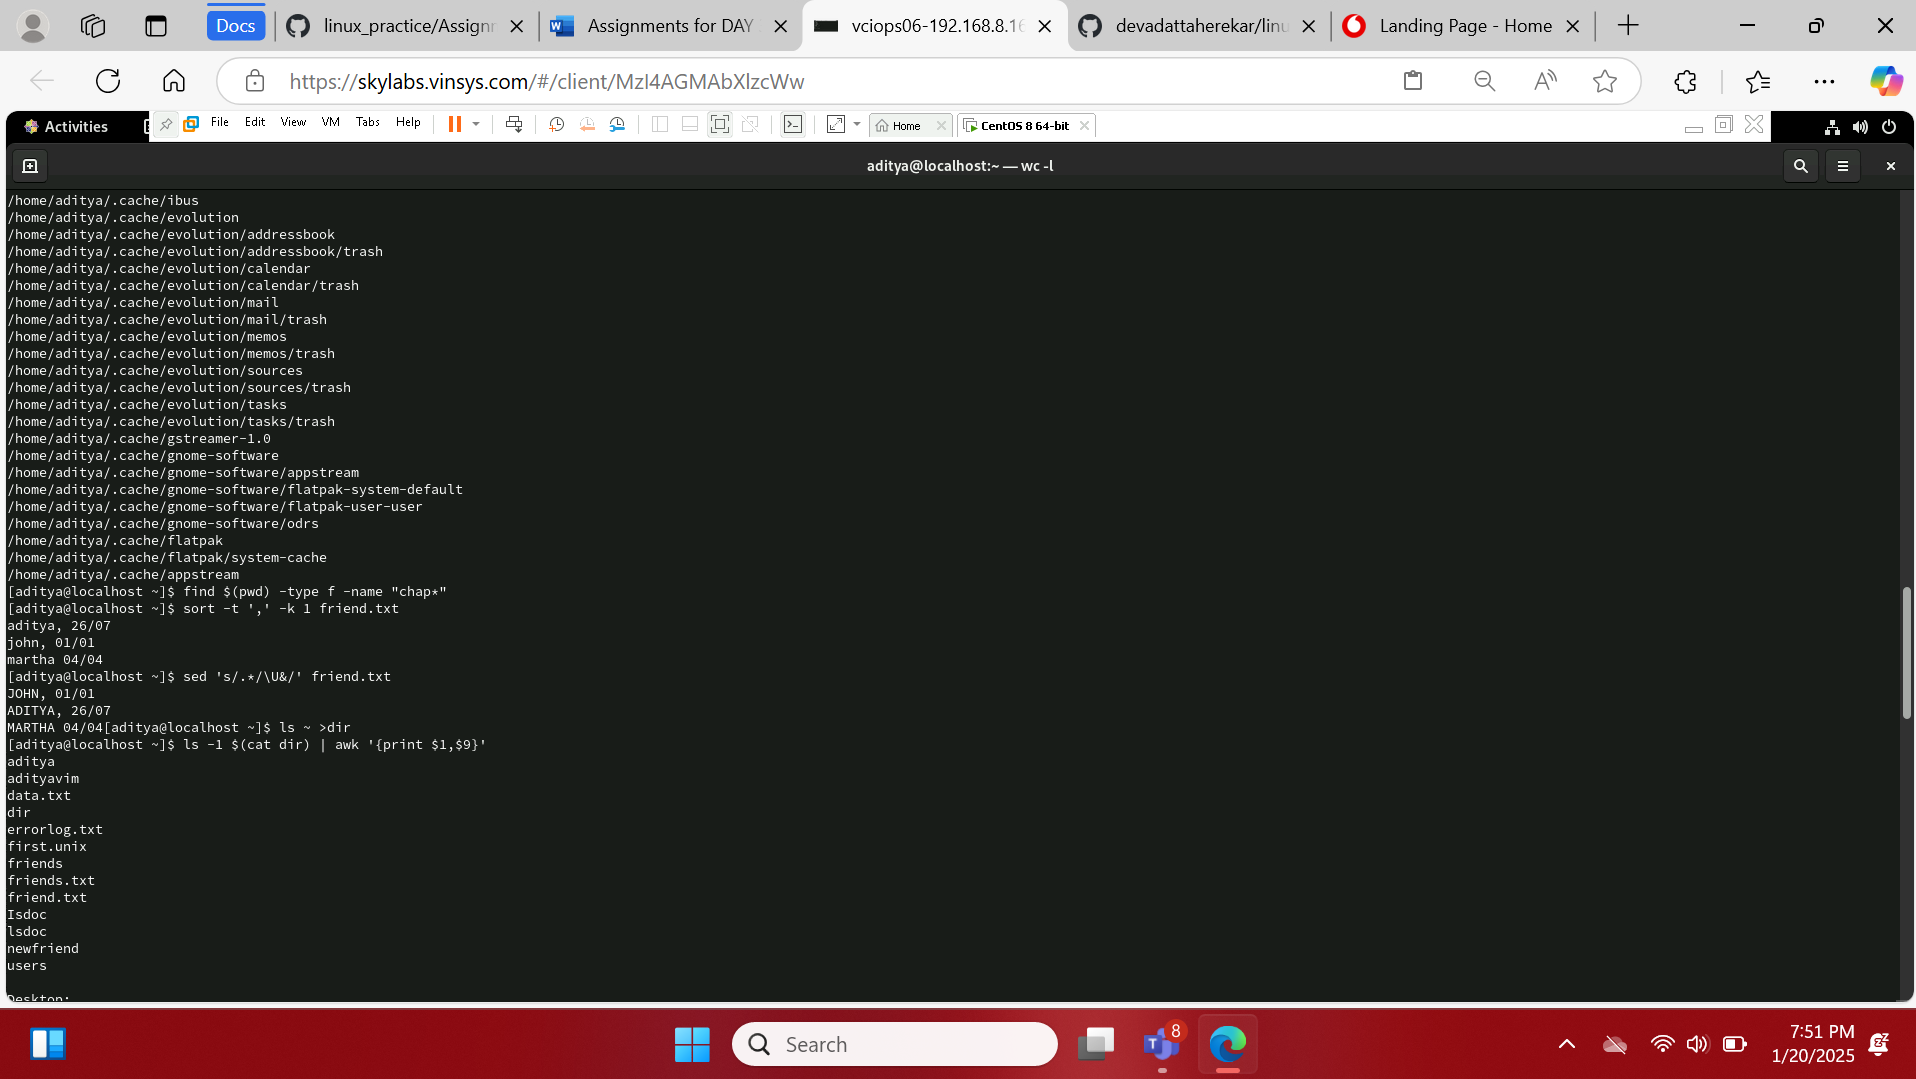 Docs
linux_practice/Assignm
Assignments for DAY
vciops06-192.168.8.16
devadattaherekar/linu
Landing Page - Home
https://skylabs.vinsys.com/#/client/MzI4AGMAbXlzcWw
Activities
File Edit View VM Tabs Help
Home
CentOS 8 64-bit
aditya@localhost:~ — wc -l
/home/aditya/.cache/ibus
/home/aditya/.cache/evolution
/home/aditya/.cache/evolution/addressbook
/home/aditya/.cache/evolution/addressbook/trash
/home/aditya/.cache/evolution/calendar
/home/aditya/.cache/evolution/calendar/trash
/home/aditya/.cache/evolution/mail
/home/aditya/.cache/evolution/mail/trash
/home/aditya/.cache/evolution/memos
/home/aditya/.cache/evolution/memos/trash
/home/aditya/.cache/evolution/sources
/home/aditya/.cache/evolution/sources/trash
/home/aditya/.cache/evolution/tasks
/home/aditya/.cache/evolution/tasks/trash
/home/aditya/.cache/gstreamer-1.0
/home/aditya/.cache/gnome-software
/home/aditya/.cache/gnome-software/appstream
/home/aditya/.cache/gnome-software/flatpak-system-default
/home/aditya/.cache/gnome-software/flatpak-user-user
/home/aditya/.cache/gnome-software/odrs
/home/aditya/.cache/flatpak
/home/aditya/.cache/flatpak/system-cache
/home/aditya/.cache/appstream
[aditya@localhost ~]$ find $(pwd) -type f -name "chap*"
[aditya@localhost ~]$ sort -t ',' -k 1 friend.txt
aditya, 26/07
john, 01/01
martha 04/04
[aditya@localhost ~]$ sed 's/.*/\U&/' friend.txt
JOHN, 01/01
ADITYA, 26/07
MARTHA 04/04[aditya@localhost ~]$ ls ~ >dir
[aditya@localhost ~]$ ls -1 $(cat dir) | awk '{print $1,$9}'
aditya
adityavim
data.txt
dir
errorlog.txt
first.unix
friends
friends.txt
friend.txt
Isdoc
lsdoc
newfriend
users
Desktop:
Search
8
7:51 PM
1/20/2025